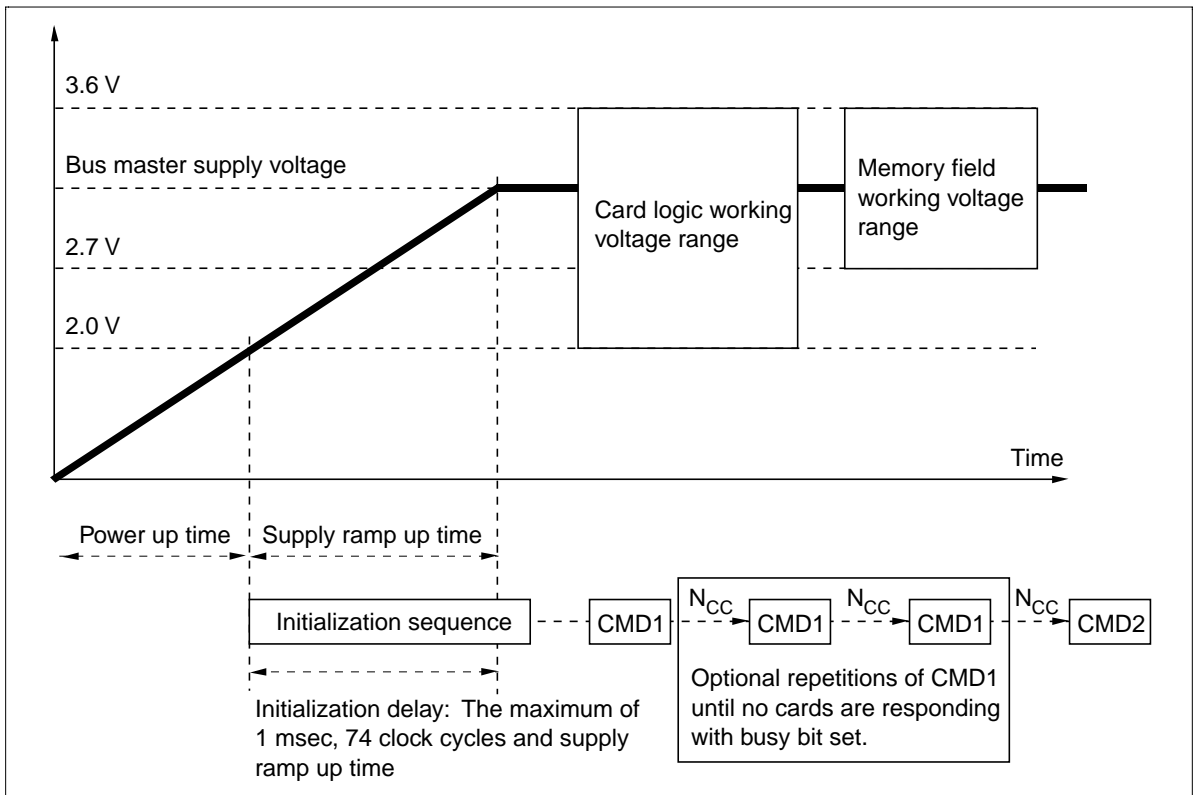 3.6 V
Bus master supply voltage
2.7 V
2.0 V
Card logic working
voltage range
Memory field
working voltage
range
Time
Power up time
Supply ramp up time
Initialization sequence
CMD1
NCC
CMD1
NCC
CMD1
NCC
CMD2
Optional repetitions of CMD1
until no cards are responding
with busy bit set.
Initialization delay: The maximum of
1 msec, 74 clock cycles and supply
ramp up time